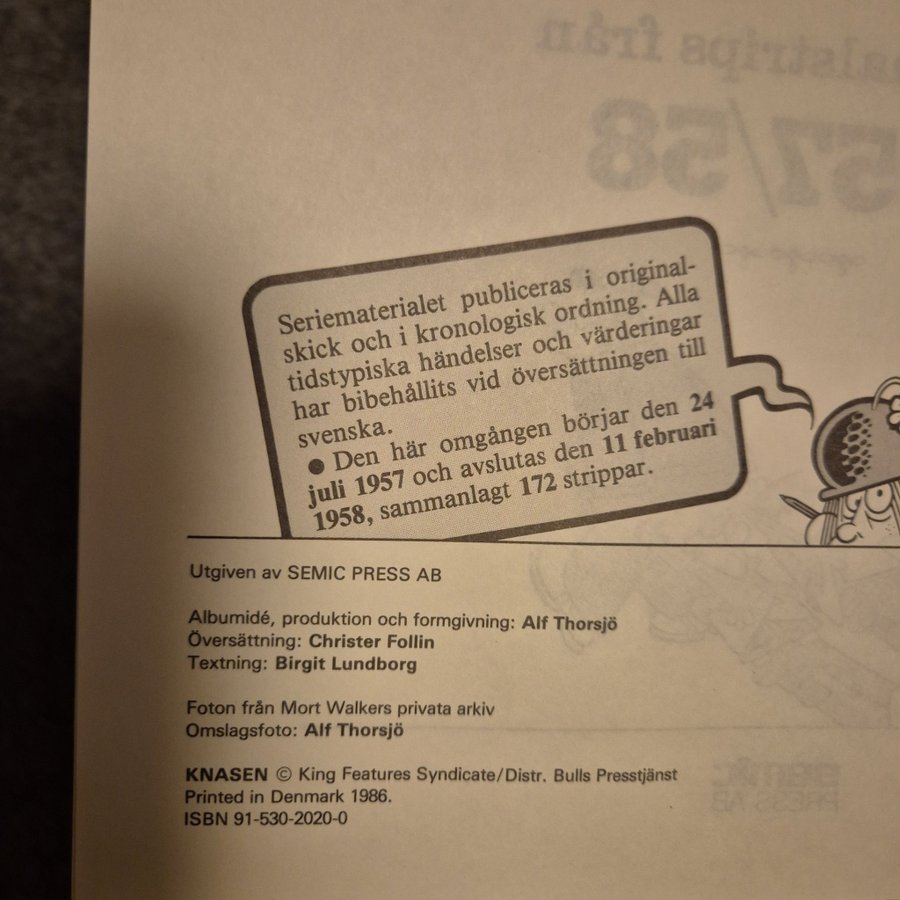 Seriematerialet publiceras i original-
skick och i kronologisk ordning. Alla
tidstypiska händelser och värderingar
har bibehållits vid översättningen till
svenska.
● Den här omgången börjar den 24
juli 1957 och avslutas den 11 februari
1958, sammanlagt 172 strippar.
Utgiven av SEMIC PRESS AB
Albumidé, produktion och formgivning: Alf Thorsjö
Översättning: Christer Follin
Textning: Birgit Lundborg
Foton från Mort Walkers privata arkiv
Omslagsfoto: Alf Thorsjö
KNASEN © King Features Syndicate/Distr. Bulls Presstjänst
Printed in Denmark 1986.
ISBN 91-530-2020-0